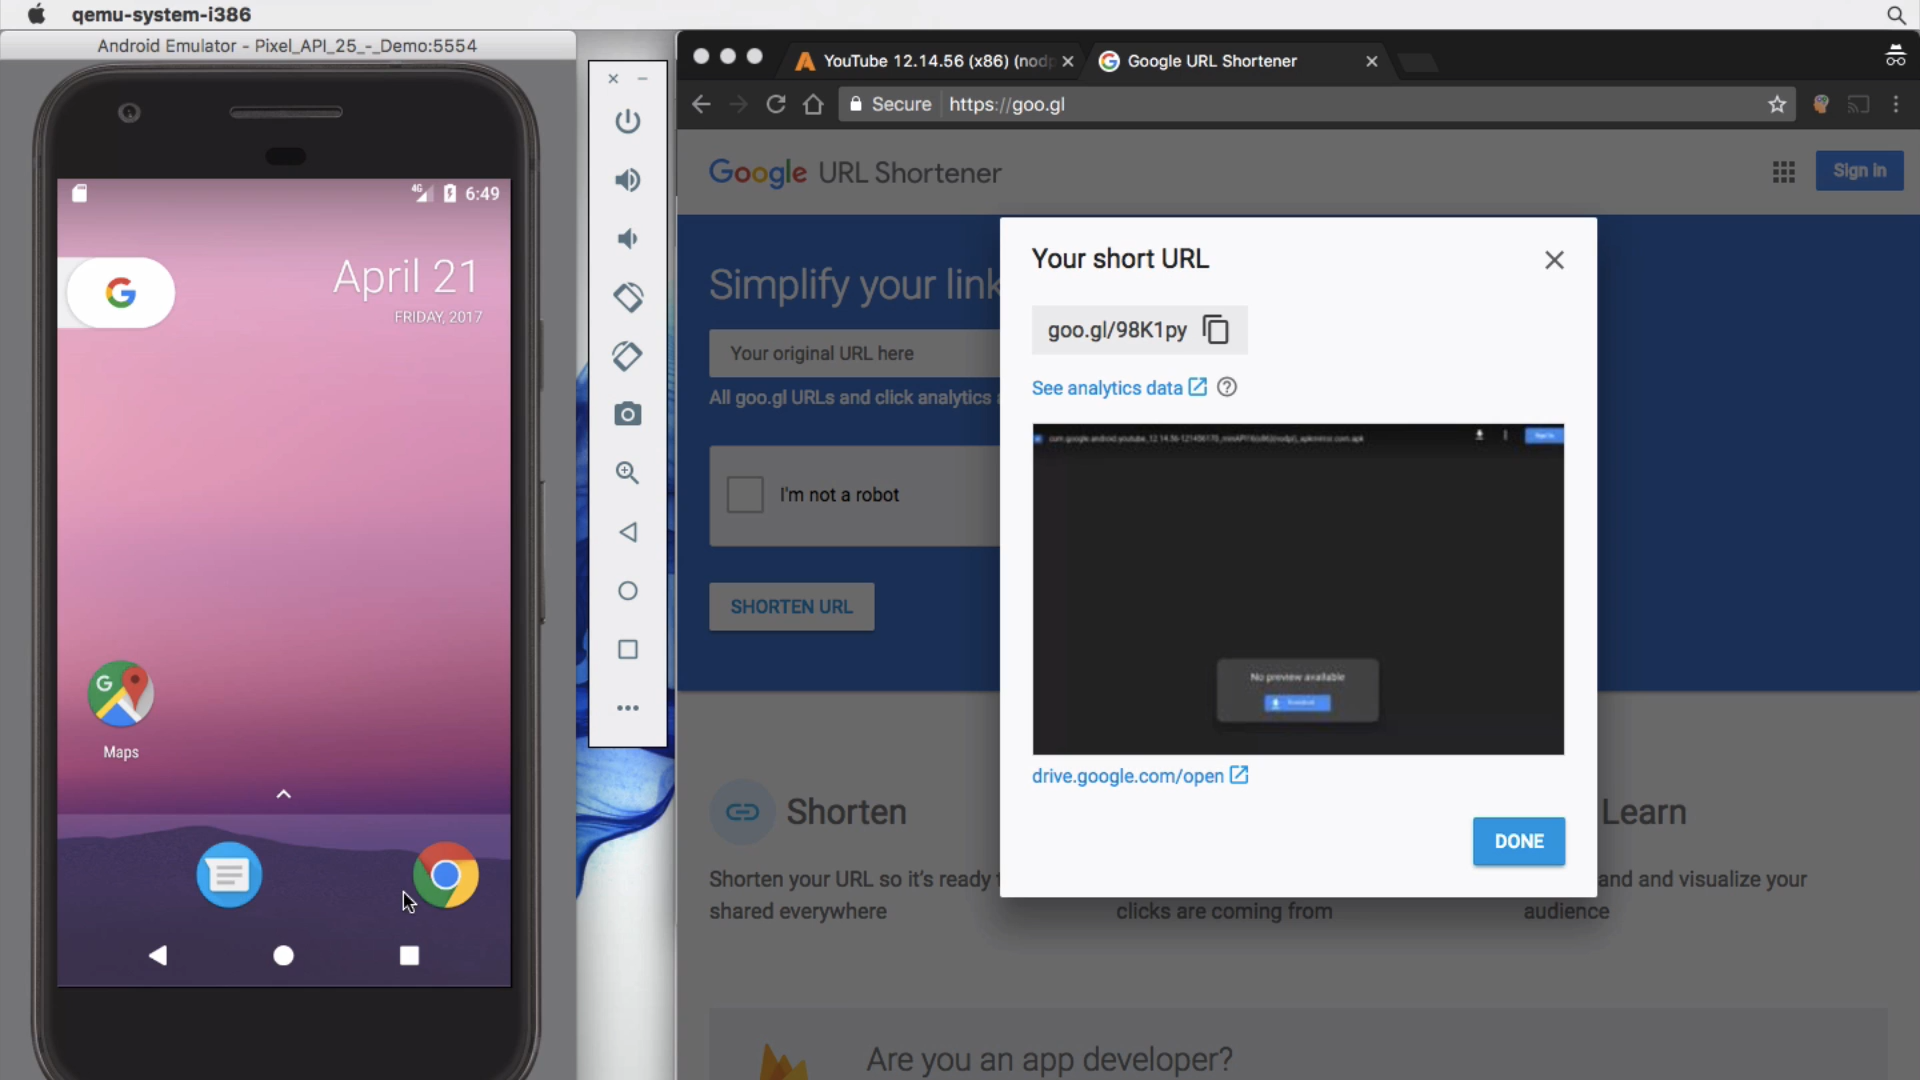 qemu-system-i386
Android Emulator - Pixel_API_25_-_Demo:5554
4G
6:49
G
April 21
FRIDAY, 2017
G
Maps
YouTube 12.14.56 (x86) (nodp
Google URL Shortener
Secure
https://goo.gl
Google URL Shortener
Sign in
Simplify your link
Your original URL here
All goo.gl URLs and click analytics a
I'm not a robot
SHORTEN URL
Your short URL
goo.gl/98K1py
See analytics data
No preview available
Download
drive.google.com/open
DONE
Shorten
Shorten your URL so it's ready t
shared everywhere
clicks are coming from
Learn
and and visualize your
audience
Are you an app developer?